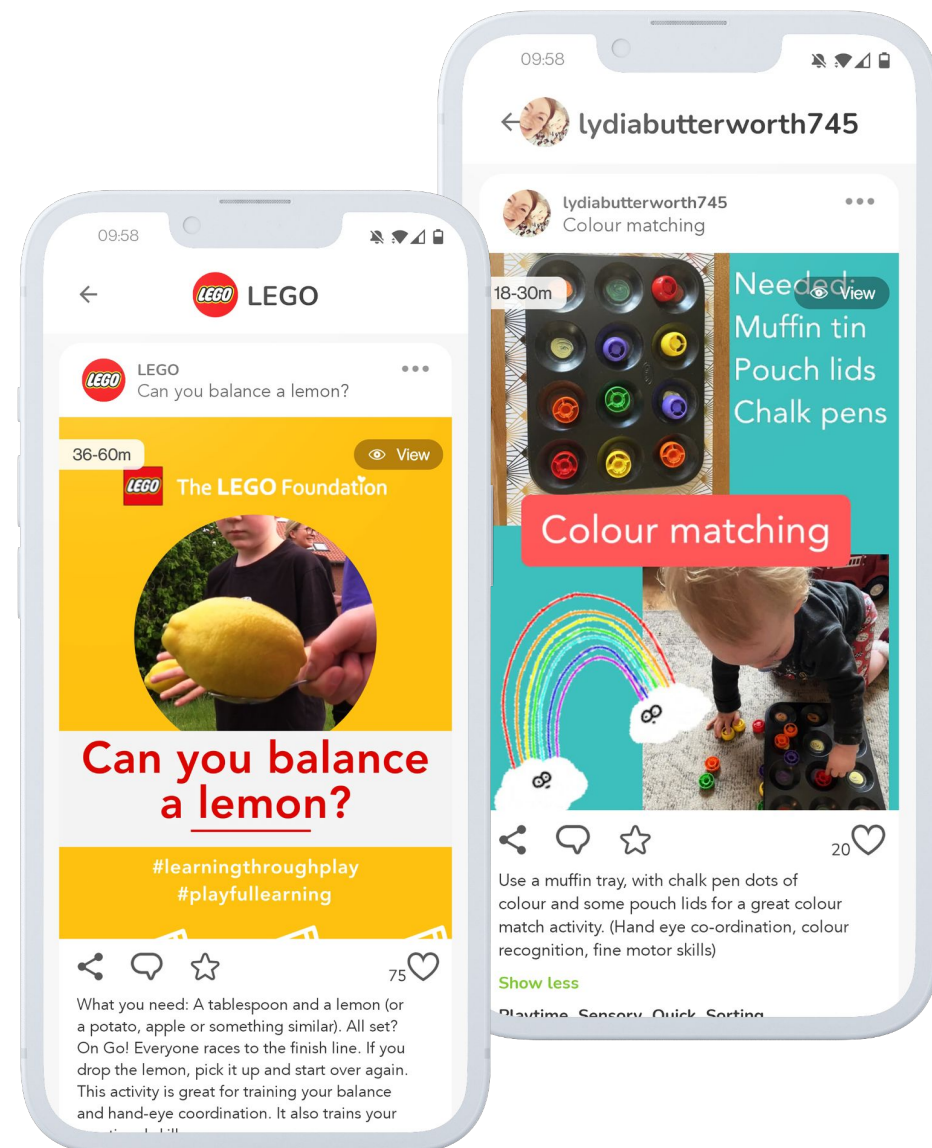 09:58
LEGO
LEGO
LEGO
LEGO
Can you balance a lemon?
36-60m
View
LEGO
The LEGO Foundation
Can you balance
a lemon?
#learningthroughplay
#playfullearning
75
What you need: A tablespoon and a lemon (or
a potato, apple or something similar). All set?
On Go! Everyone races to the finish line. If you
drop the lemon, pick it up and start over again.
This activity is great for training your balance
and hand-eye coordination. It also trains your
09:58
lydiabutterworth745
lydiabutterworth745
Colour matching
18-30m
View
Needed:
Muffin tin
Pouch lids
Chalk pens
Colour matching
20
Use a muffin tray, with chalk pen dots of
colour and some pouch lids for a great colour
match activity. (Hand eye co-ordination, colour
recognition, fine motor skills)
Show less
Playtime, Sensory, Quick, Sorting